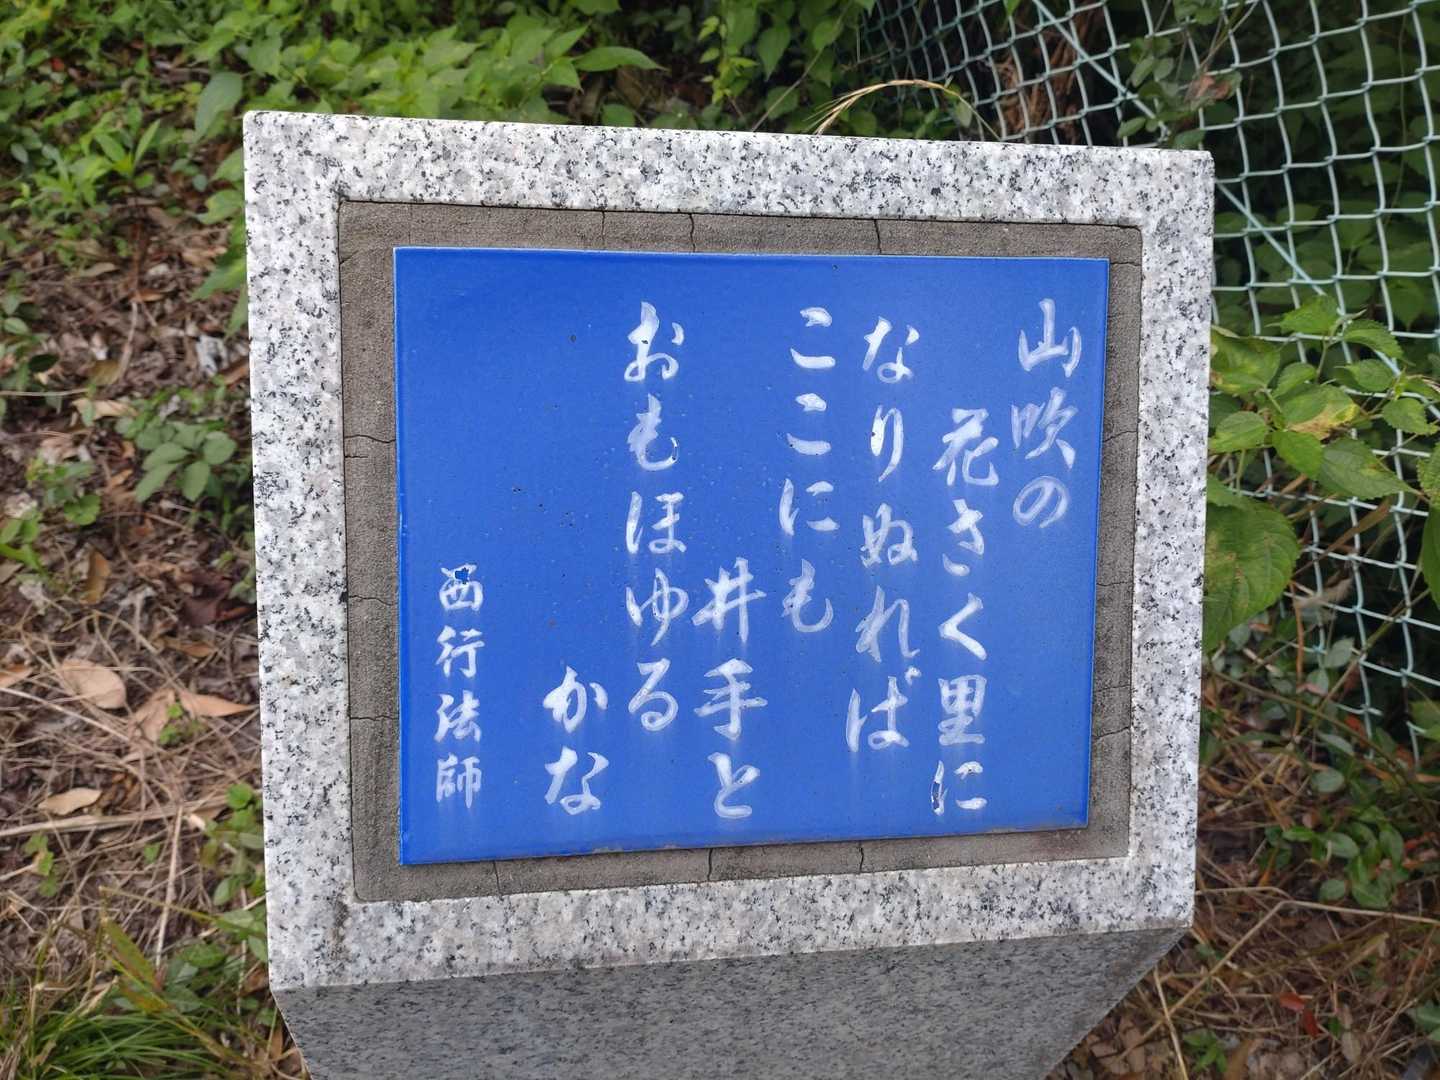 山吹の
花さく里に
なりぬれば
ここにも
井手と
おもほゆる
かな
西行法師